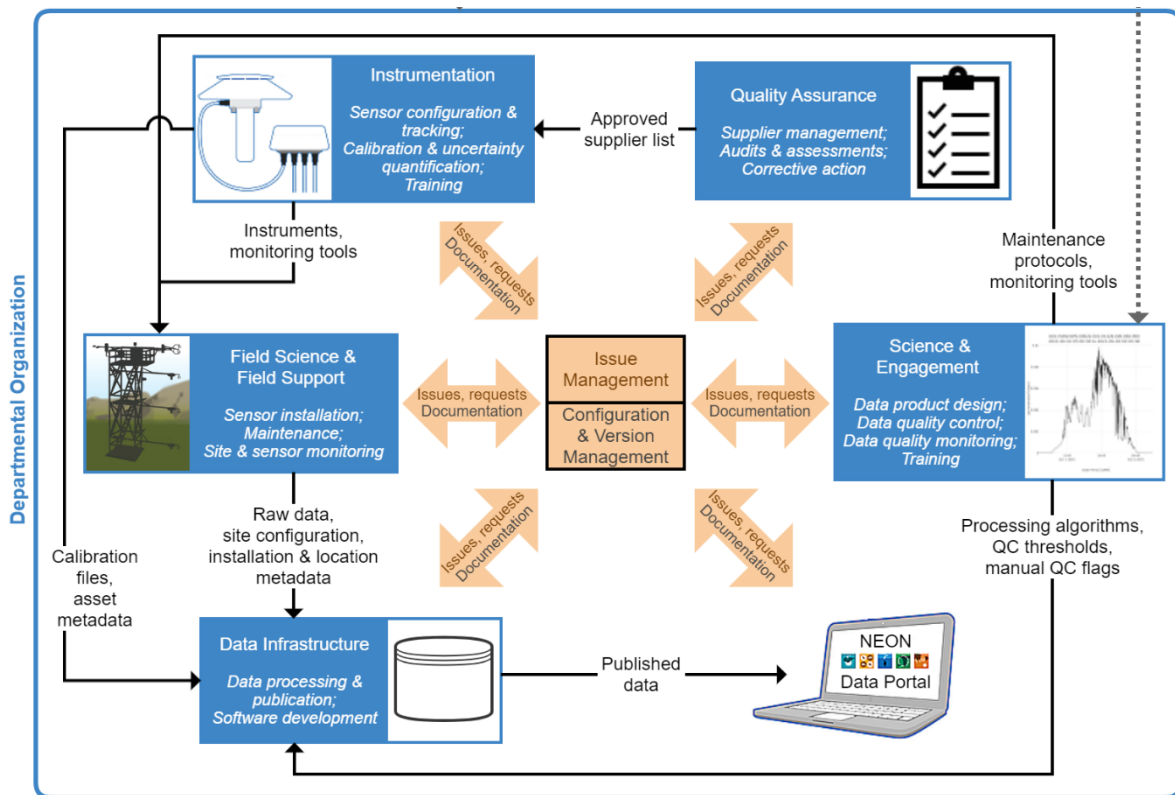 Departmental Organization
Instrumentation
Sensor configuration &
tracking;
Calibration & uncertainty
quantification;
Training
Approved
supplier list
Quality Assurance
Supplier management;
Audits & assessments;
Corrective action
Instruments,
monitoring tools
Issues, requests
Documentation
Issues, requests
Documentation
Maintenance
protocols,
monitoring tools
Field Science &
Field Support
Sensor installation;
Maintenance;
Site & sensor monitoring
Issues, requests
Documentation
Issue
Management
Configuration
& Version
Management
Issues, requests
Documentation
Science &
Engagement
Data product design;
Data quality control;
Data quality monitoring;
Training
Raw data,
site configuration,
installation & location
metadata
Issues, requests
Documentation
Issues, requests
Documentation
Processing algorithms,
QC thresholds,
manual QC flags
Calibration
files,
asset
metadata
Data Infrastructure
Data processing &
publication;
Software development
Published
data
NEON
Data Portal